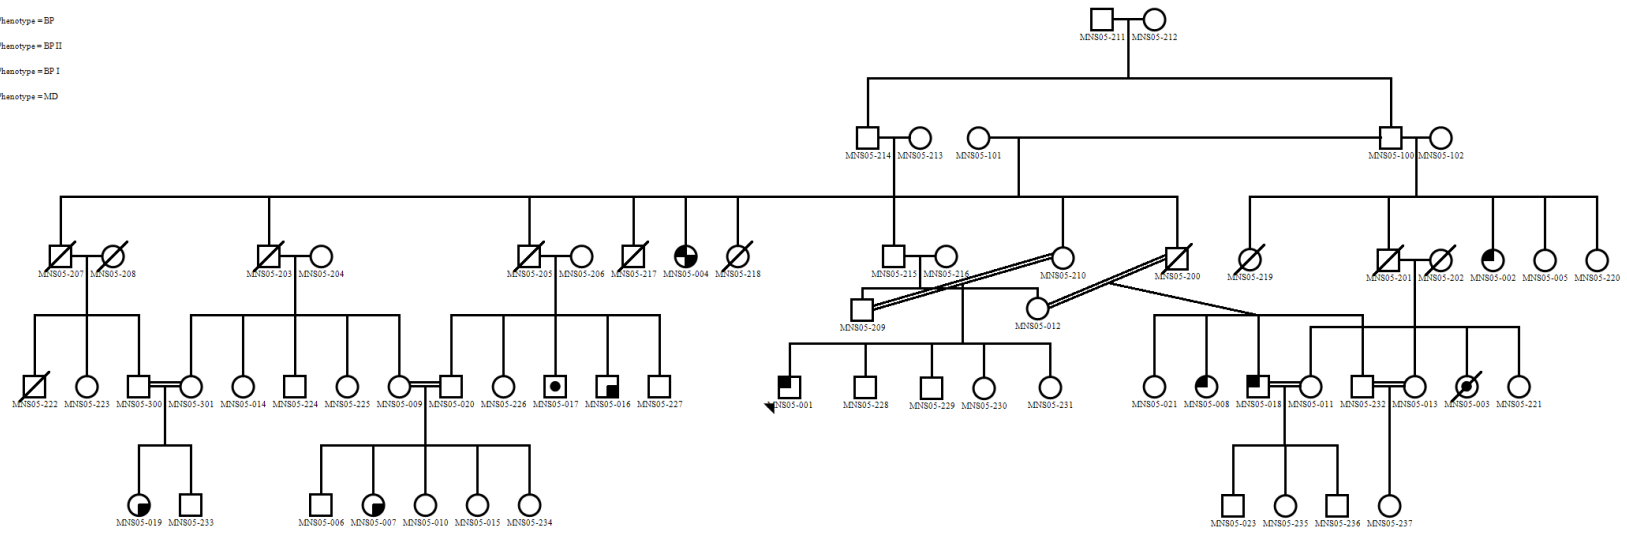 Phenotype = BP
Phenotype = BP II
Phenotype = BP I
Phenotype = MD
MNS05-211 MNS05-212
MNS05-214 MNS05-213 MNS05-101 MNS05-100 MNS05-102
MNS05-207 MNS05-208 MNS05-203 MNS05-204 MNS05-205 MNS05-206 MNS05-217 MNS05-004 MNS05-218 MNS05-215 MNS05-216 MNS05-210 MNS05-200 MNS05-219 MNS05-201 MNS05-202 MNS05-002 MNS05-005 MNS05-220
MNS05-209 MNS05-012
MNS05-222 MNS05-223 MNS05-300 MNS05-301 MNS05-014 MNS05-224 MNS05-225 MNS05-009 MNS05-020 MNS05-226 MNS05-017 MNS05-016 MNS05-227 MNS05-001 MNS05-228 MNS05-229 MNS05-230 MNS05-231 MNS05-021 MNS05-008 MNS05-018 MNS05-011 MNS05-232 MNS05-013 MNS05-003 MNS05-221
MNS05-019 MNS05-233 MNS05-006 MNS05-007 MNS05-010 MNS05-015 MNS05-234 MNS05-023 MNS05-235 MNS05-236 MNS05-237